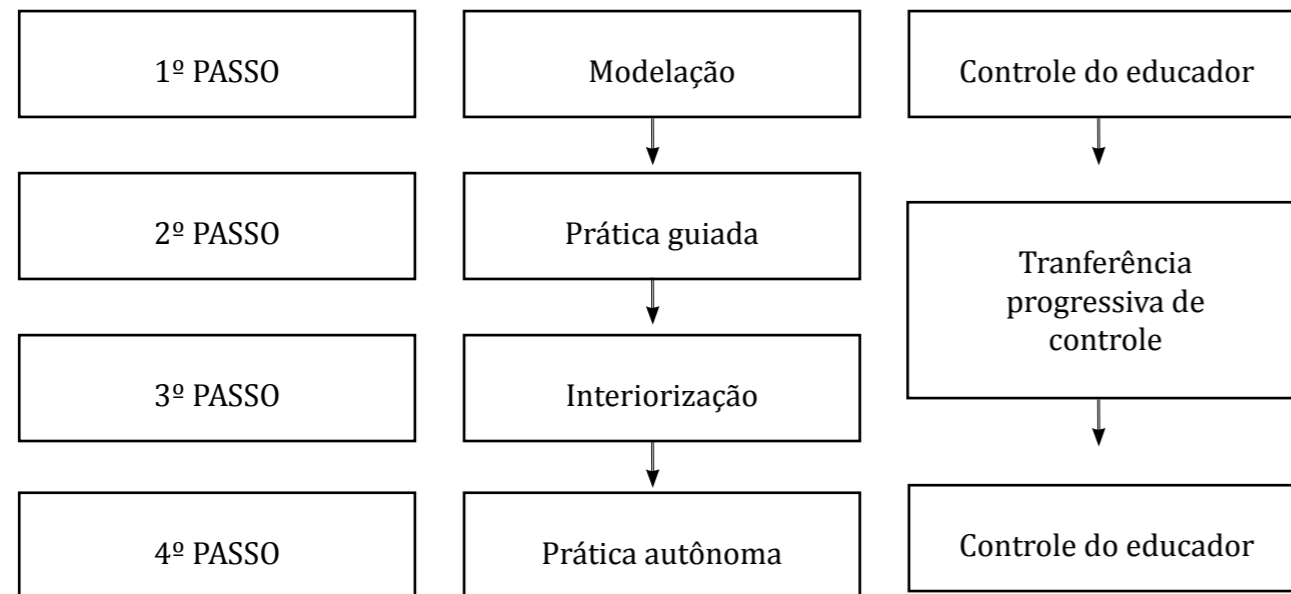 1º PASSO
Modelação
Controle do educador
2º PASSO
Prática guiada
Tranferência
progressiva de
controle
3º PASSO
Interiorização
4º PASSO
Prática autônoma
Controle do educador